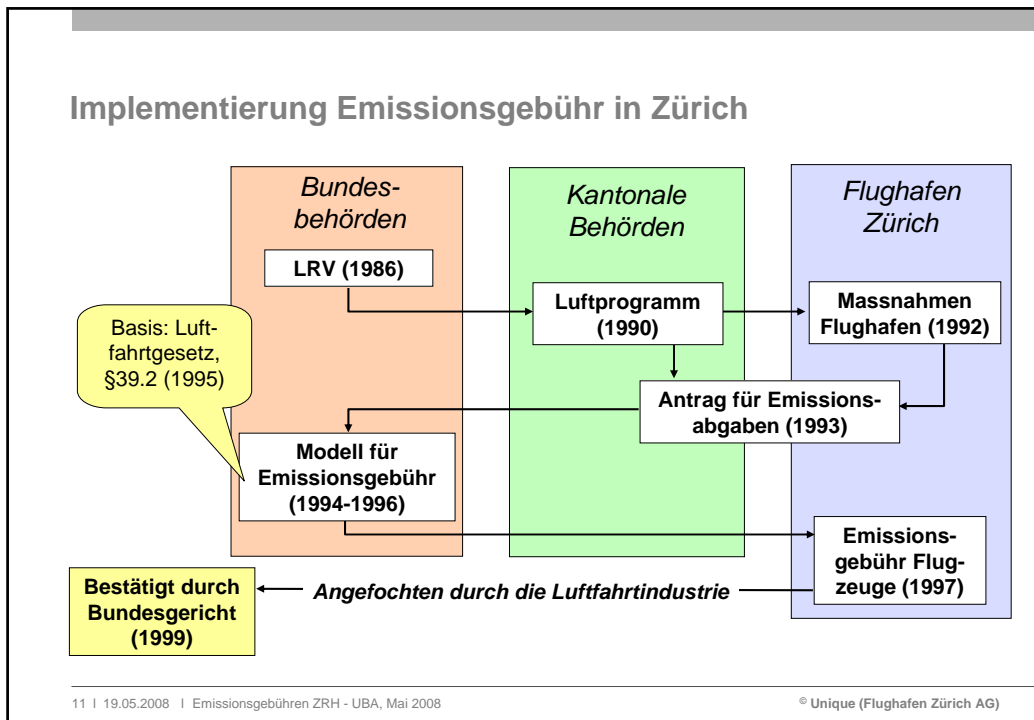 Implementierung Emissionsgebühr in Zürich
Bundes-
behörden
Kantonale
Behörden
Flughafen
Zürich
LRV (1986)
Luftprogramm
(1990)
Massnahmen
Flughafen (1992)
Basis: Luft-
fahrtgesetz,
§39.2 (1995)
Antrag für Emissions-
abgaben (1993)
Modell für
Emissionsgebühr
(1994-1996)
Emissions-
gebühr Flug-
zeuge (1997)
Bestätigt durch
Bundesgericht
(1999)
Angefochten durch die Luftfahrtindustrie
11 I 19.05.2008 I Emissionsgebühren ZRH - UBA, Mai 2008
© Unique (Flughafen Zürich AG)